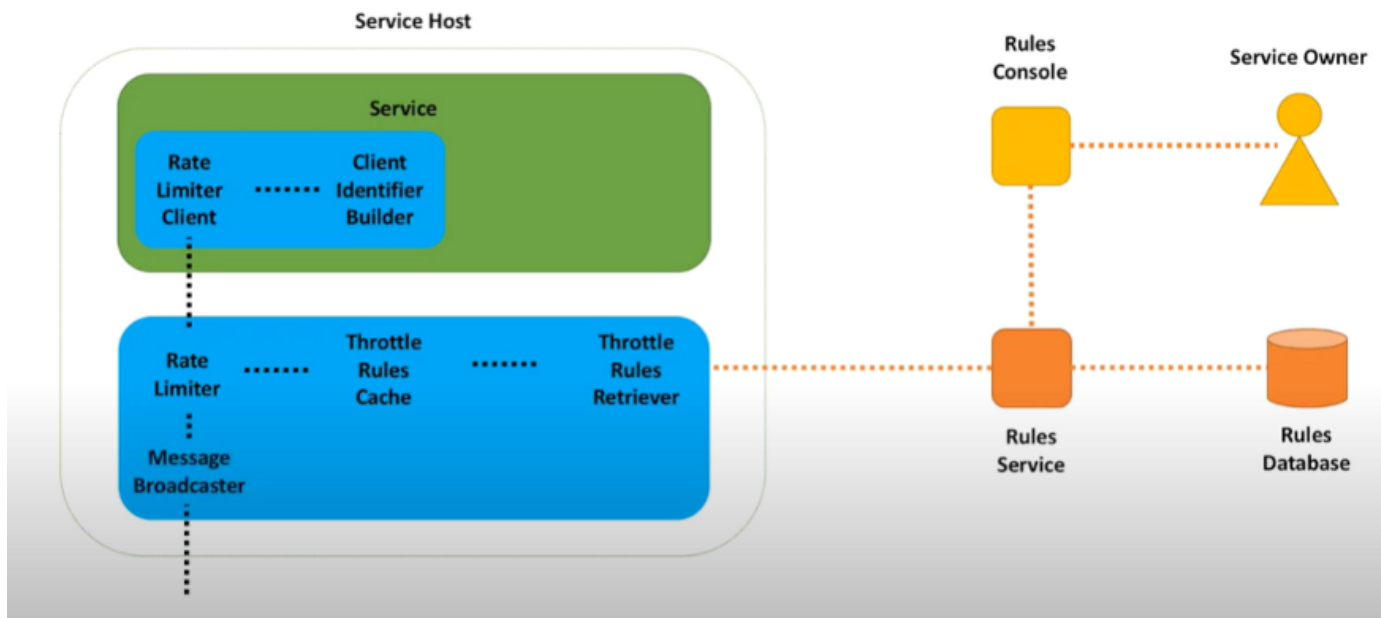 Service Host
Service
Rate
Limiter
Client
Client
Identifier
Builder
Rate
Limiter
Throttle
Rules
Cache
Throttle
Rules
Retriever
Message
Broadcaster
Rules
Console
Service Owner
Rules
Service
Rules
Database